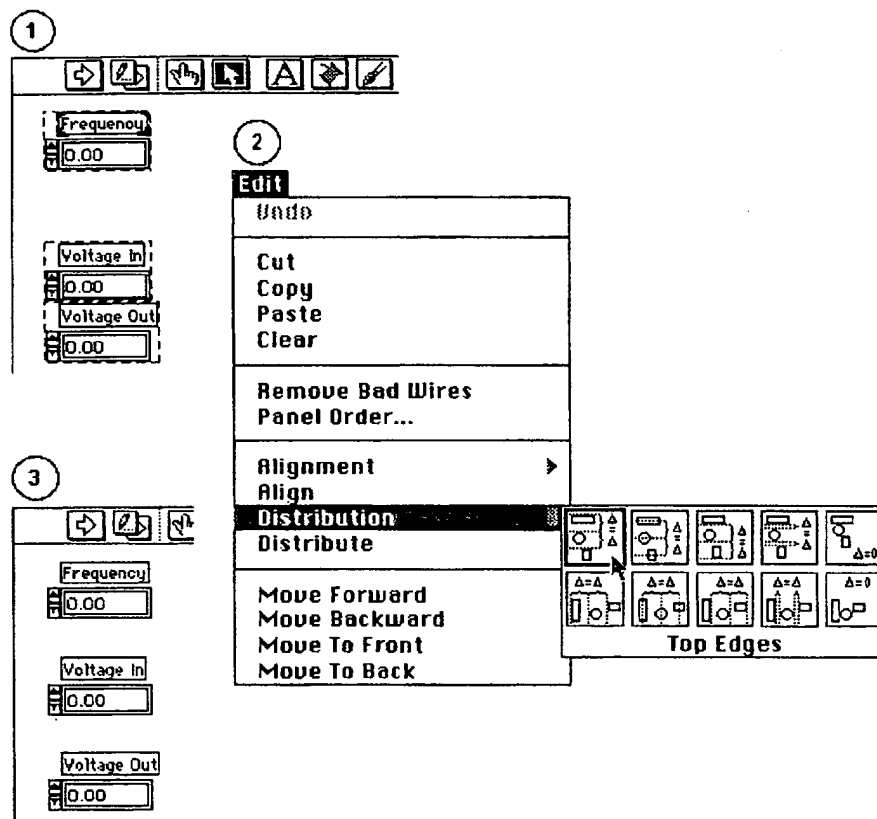 1
A
Frequency
0.00
Voltage In
0.00
Voltage Out
0.00
2
Edit
Undo
Cut
Copy
Paste
Clear
Remove Bad Wires
Panel Order...
Alignment
Align
Distribution
Distribute
Move Forward
Move Backward
Move To Front
Move To Back
Δ=0
Δ=Δ Δ=Δ Δ=Δ Δ=Δ Δ=0
Top Edges
3
Frequency
0.00
Voltage In
0.00
Voltage Out
0.00